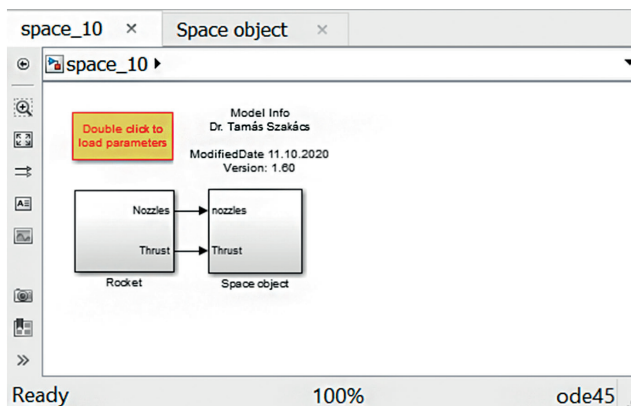 space_10 ×
Space object ×
space_10
Double click to
load parameters
Model Info
Dr. Tamás Szakács
ModifiedDate 11.10.2020
Version: 1.60
Nozzles
nozzles
Thrust
Thrust
Rocket
Space object
Ready
100%
ode45